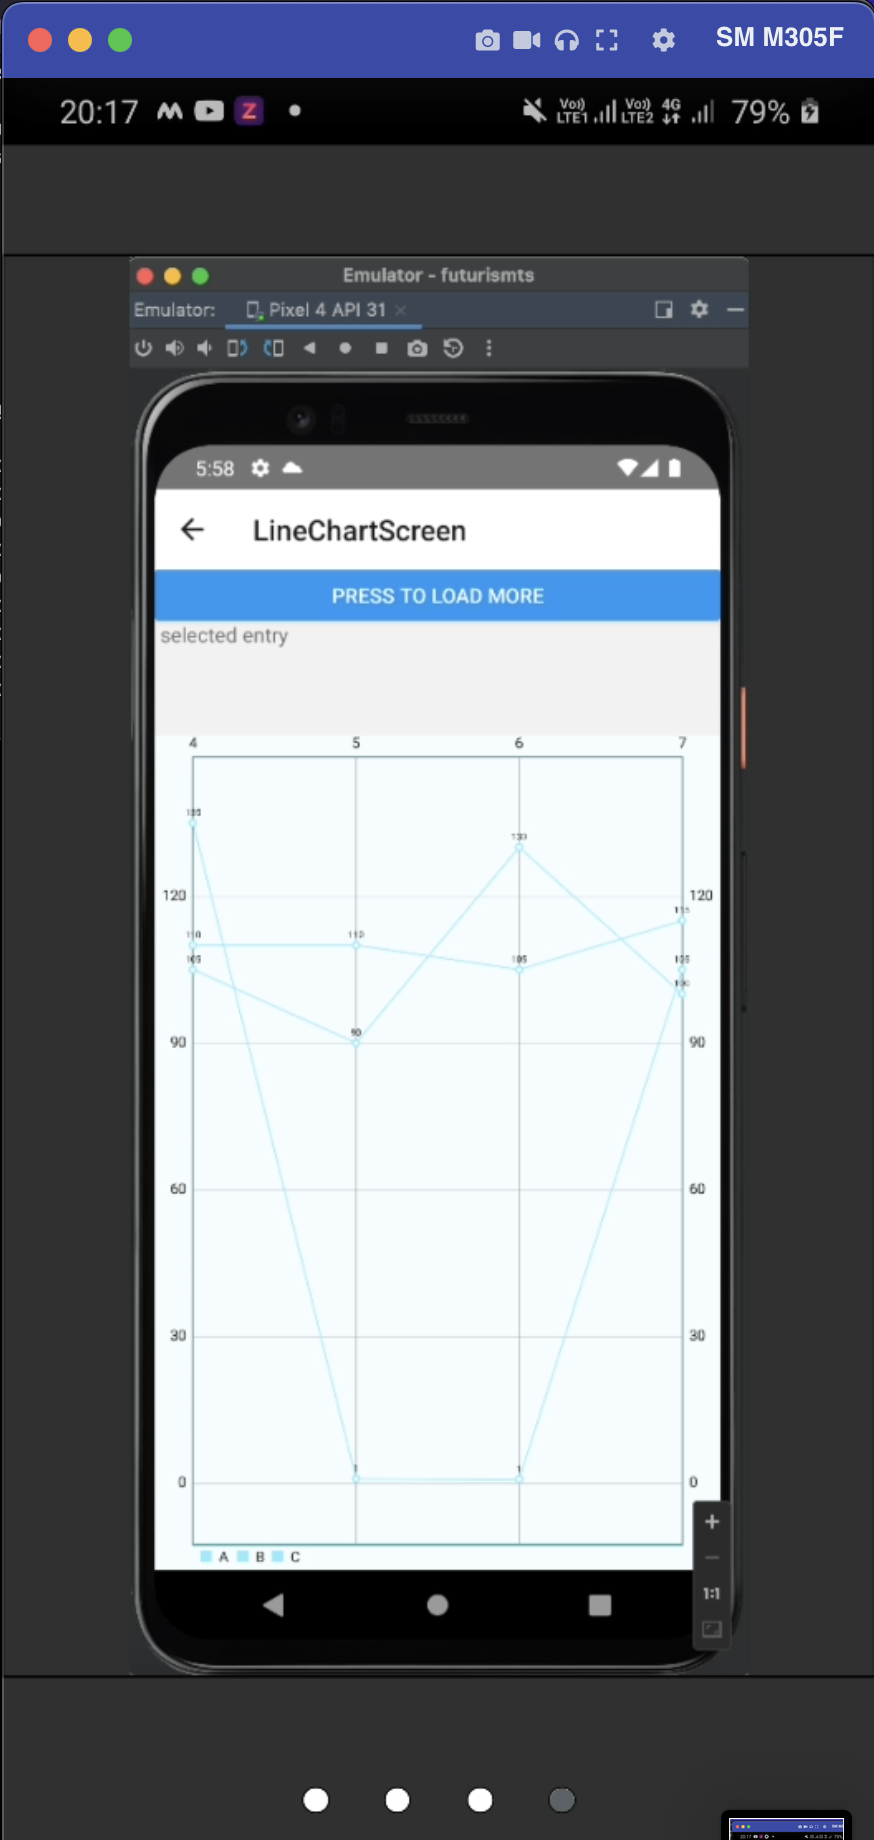 SM M305F
20:17 Z Vo)) LTE1 Vo)) LTE2 4G 79%
Emulator - futurismts
Emulator: Pixel 4 API 31
5:58
LineChartScreen
PRESS TO LOAD MORE
selected entry
4 5 6 7
135
130
120 120
115
110 110
105 105 105
100
90
90 90
60 60
30 30
1 1
0 0
A B C
1:1